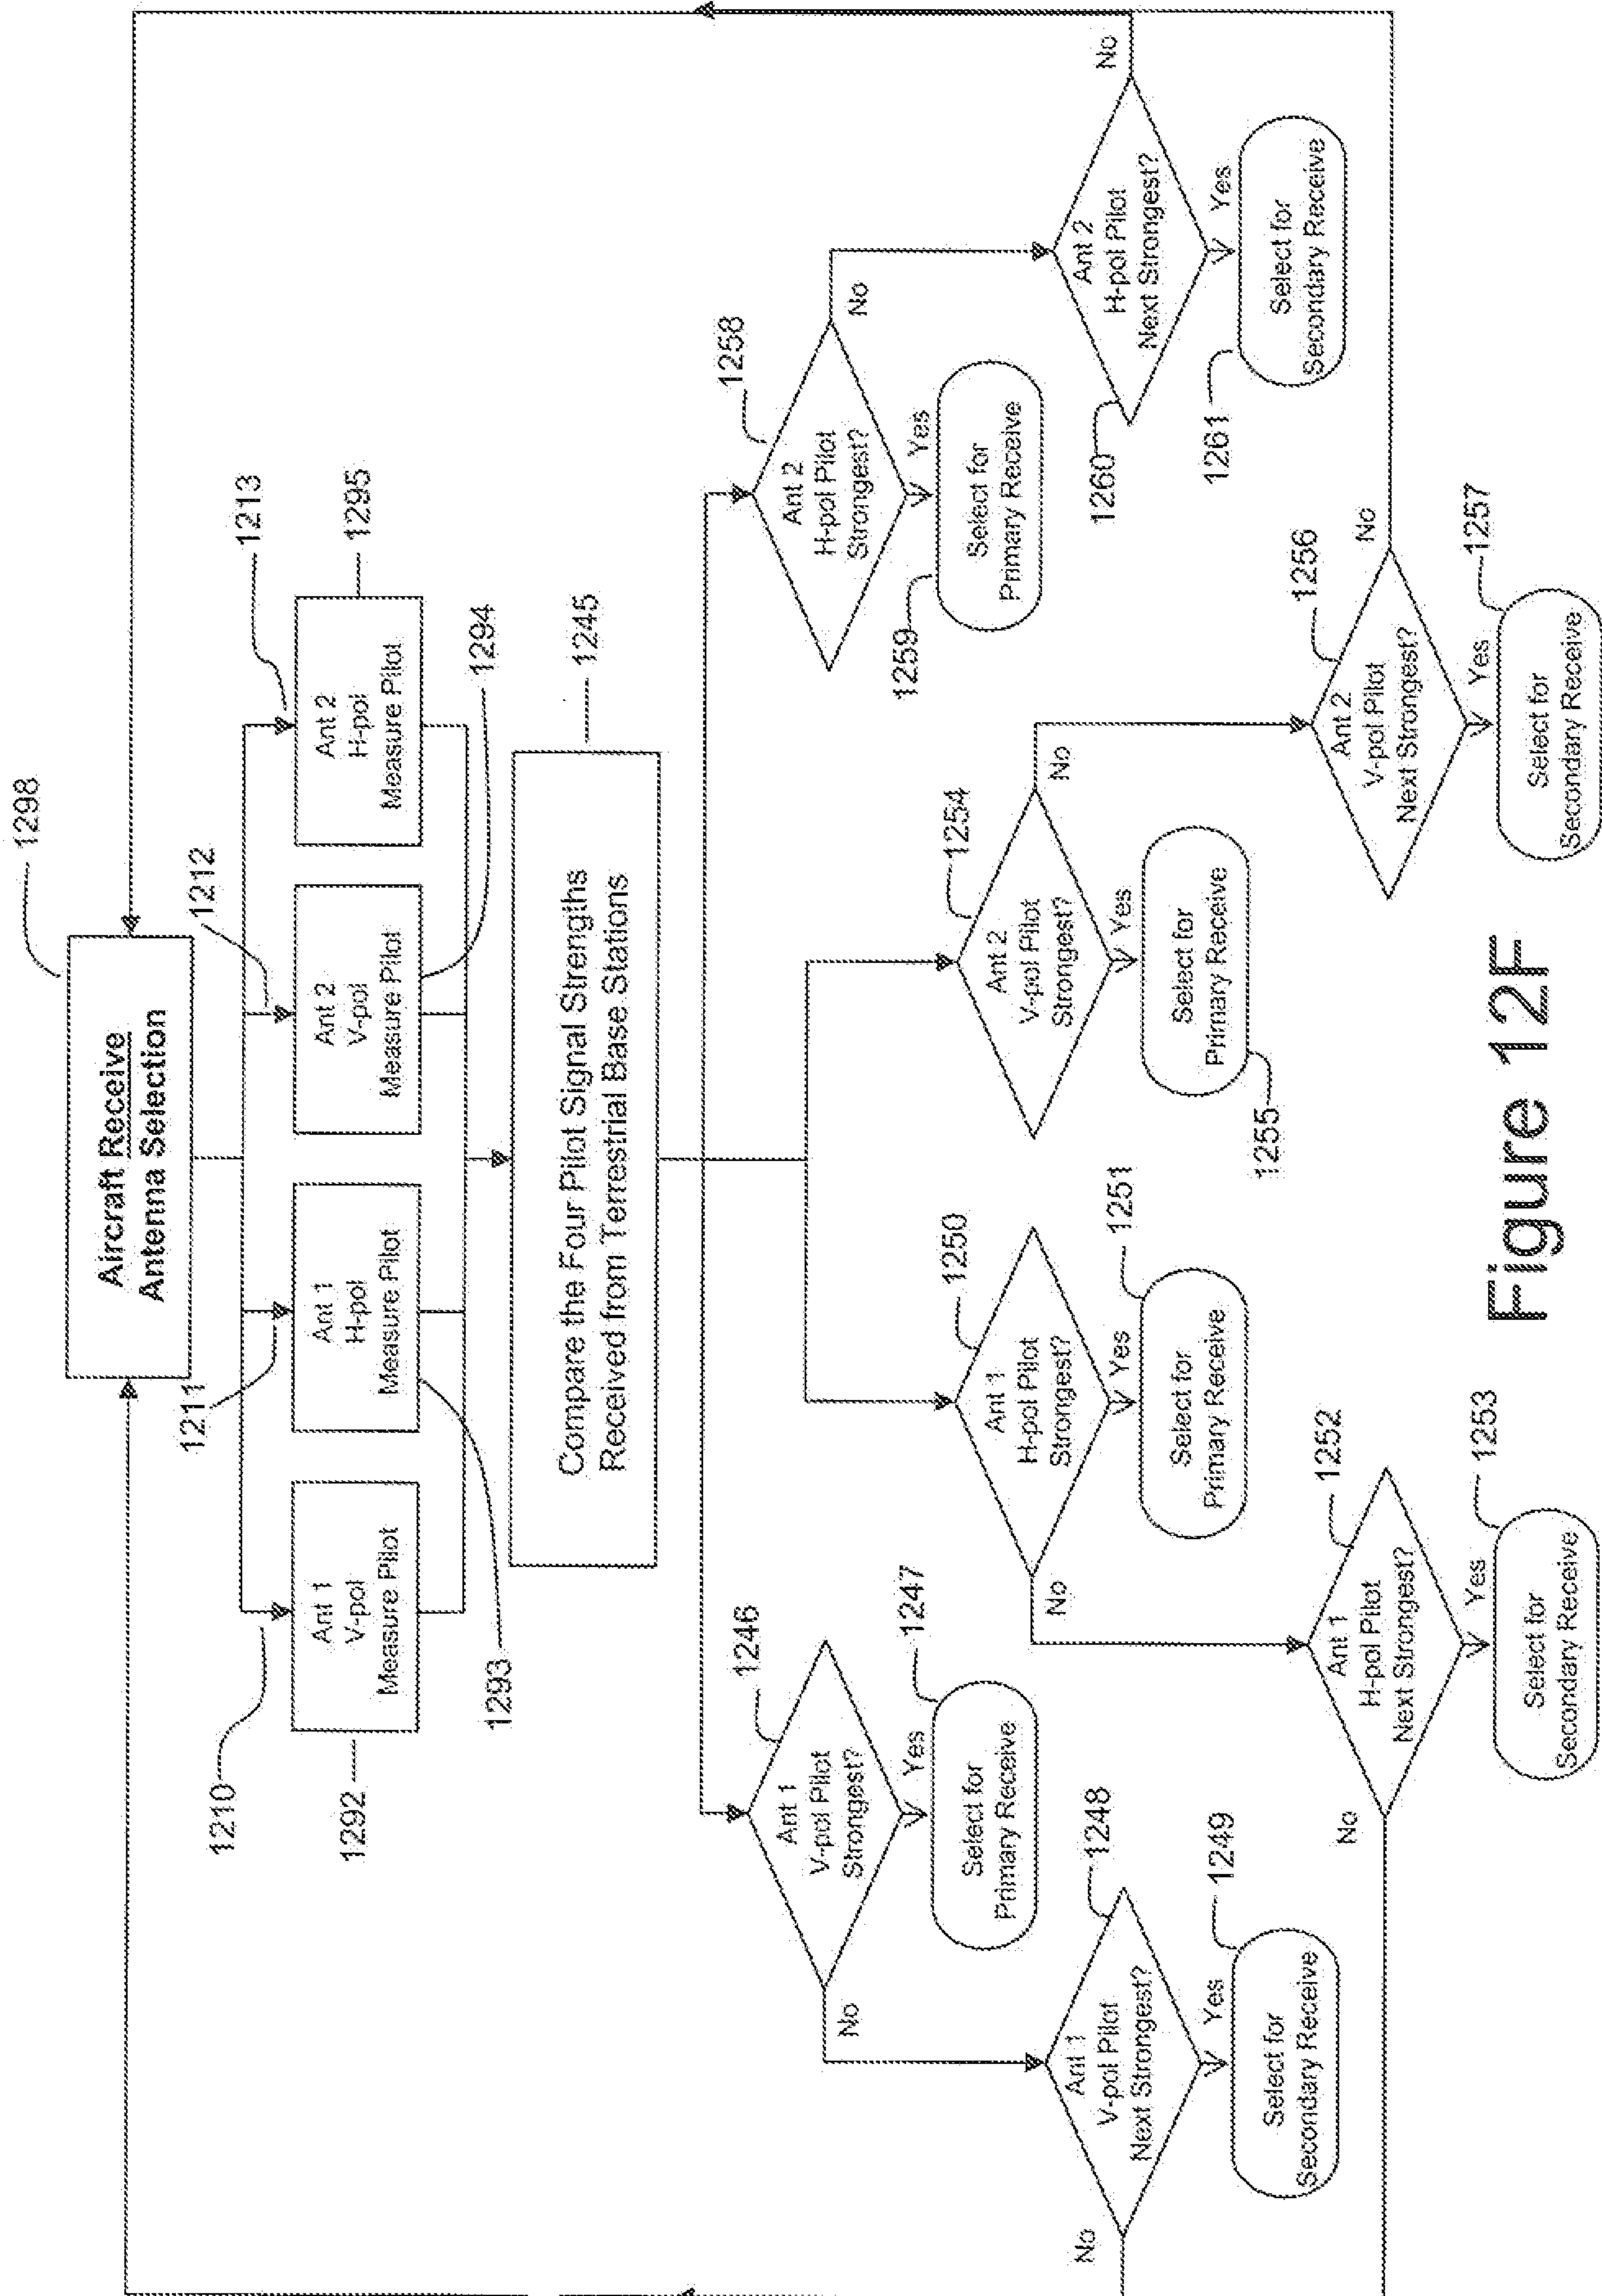 1298
Aircraft Receive
Antenna Selection
1210
1211
1212
1213
Ant 1
V-pol
Measure Pilot
Ant 1
H-pol
Measure Pilot
Ant 2
V-pol
Measure Pilot
Ant 2
H-pol
Measure Pilot
1292
1293
1294
1295
Compare the Four Pilot Signal Strengths
Received from Terrestrial Base Stations
1245
Ant 1
V-pol Pilot
Strongest?
1246
No
Yes
Select for
Primary Receive
1247
Ant 1
V-pol Pilot
Next Strongest?
1248
No
Yes
Select for
Secondary Receive
1249
Ant 1
H-pol Pilot
Strongest?
1250
No
Yes
Select for
Primary Receive
1251
Ant 1
H-pol Pilot
Next Strongest?
1252
No
Yes
Select for
Secondary Receive
1253
Ant 2
V-pol Pilot
Strongest?
1254
No
Yes
Select for
Primary Receive
1255
Ant 2
V-pol Pilot
Next Strongest?
1256
No
Yes
Select for
Secondary Receive
1257
Ant 2
H-pol Pilot
Strongest?
1258
No
Yes
Select for
Primary Receive
1259
Ant 2
H-pol Pilot
Next Strongest?
1260
No
Yes
Select for
Secondary Receive
1261
Figure 12F